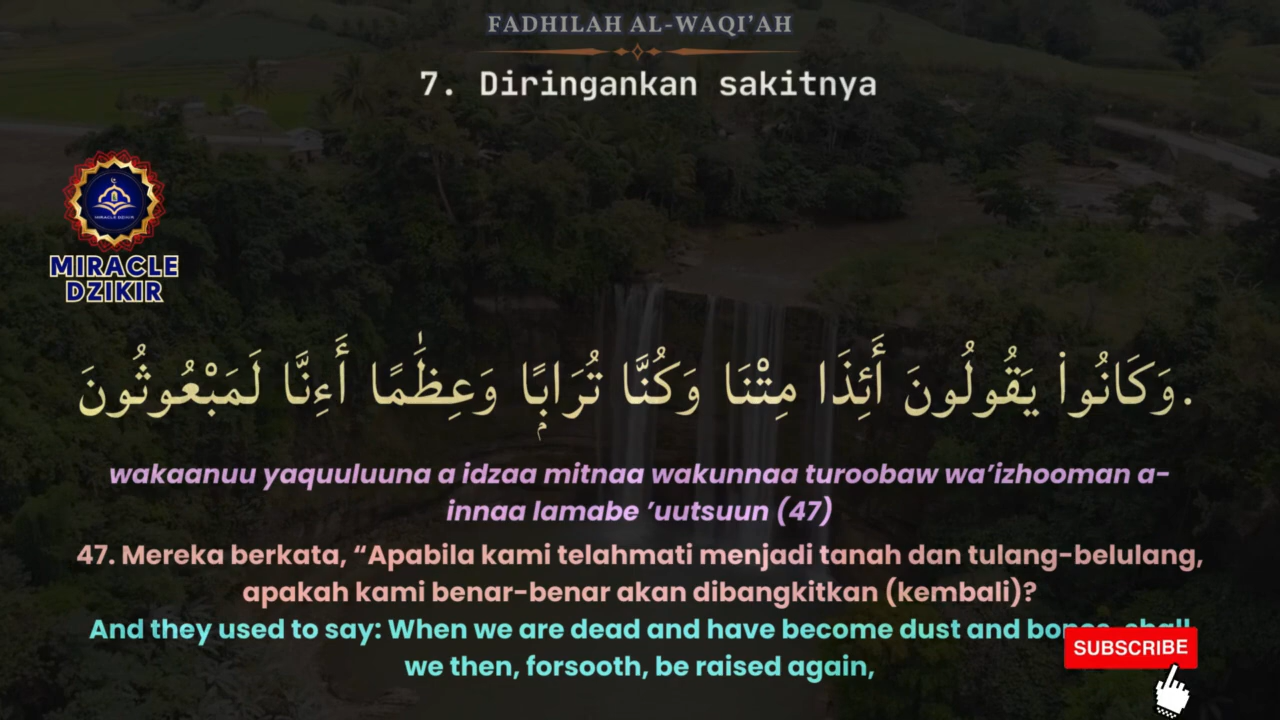 FADHILAH AL-WAQI’AH
7. Diringankan sakitnya
MIRACLE
DZIKIR
.وَكَانُوا۟ يَقُولُونَ أَئِذَا مِتْنَا وَكُنَّا تُرَابًۭا وَعِظَٰمًا أَءِنَّا لَمَبْعُوثُونَ
wakaanuu yaquuluuna a idzaa mitnaa wakunnaa turoobaw wa’izhooman a-
innaa lamabe ’uutsuun (47)
47. Mereka berkata, “Apabila kami telahmati menjadi tanah dan tulang-belulang,
apakah kami benar-benar akan dibangkitkan (kembali)?
And they used to say: When we are dead and have become dust and bones, shall
we then, forsooth, be raised again,
SUBSCRIBE